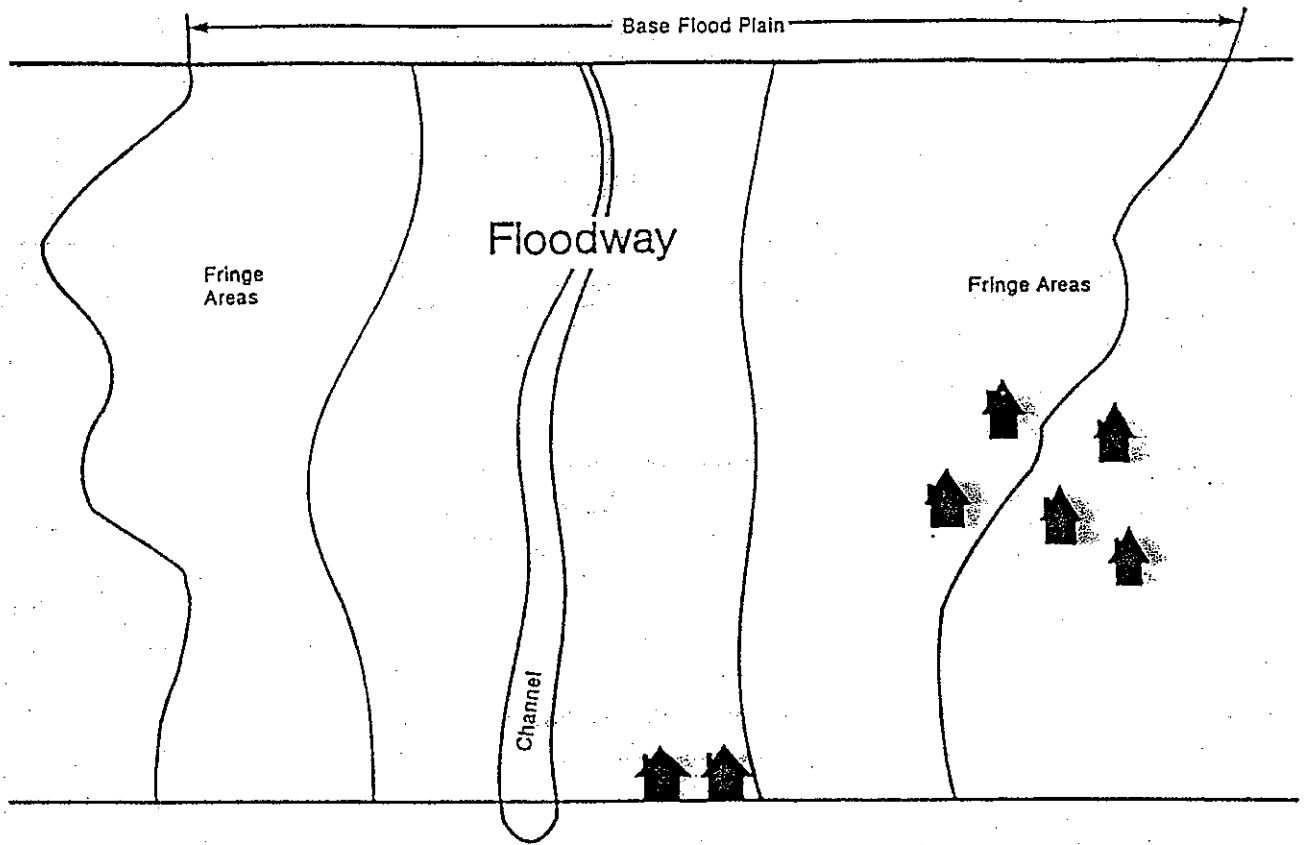 Base Flood Plain
Floodway
Fringe
Areas
Fringe Areas
Channel